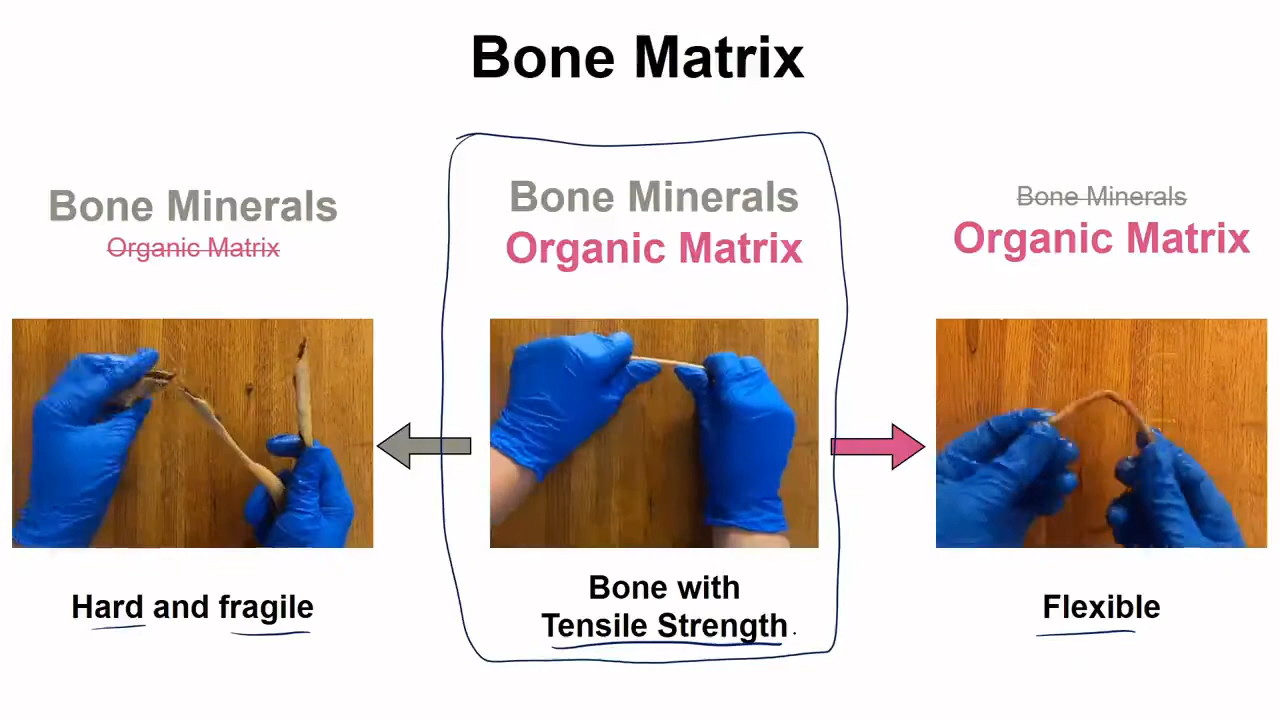 Bone Matrix
Bone Minerals
Organic Matrix
Hard and fragile
Bone Minerals
Organic Matrix
Bone with
Tensile Strength
Bone Minerals
Organic Matrix
Flexible